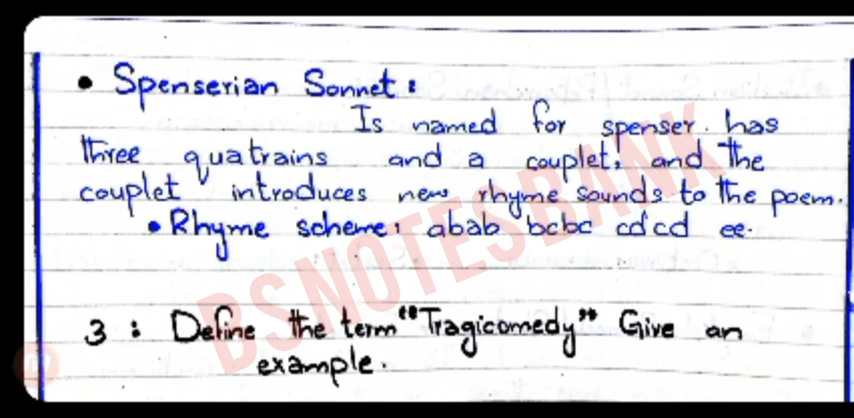 • Spenserian Sonnet:
Is named for spenser. has
three quatrains and a couplet, and the
couplet introduces new rhyme sounds to the poem.
• Rhyme scheme: abab bcbc cdcd ee.
3 : Define the term "Tragicomedy" Give an
example.
BSNOTESBANK